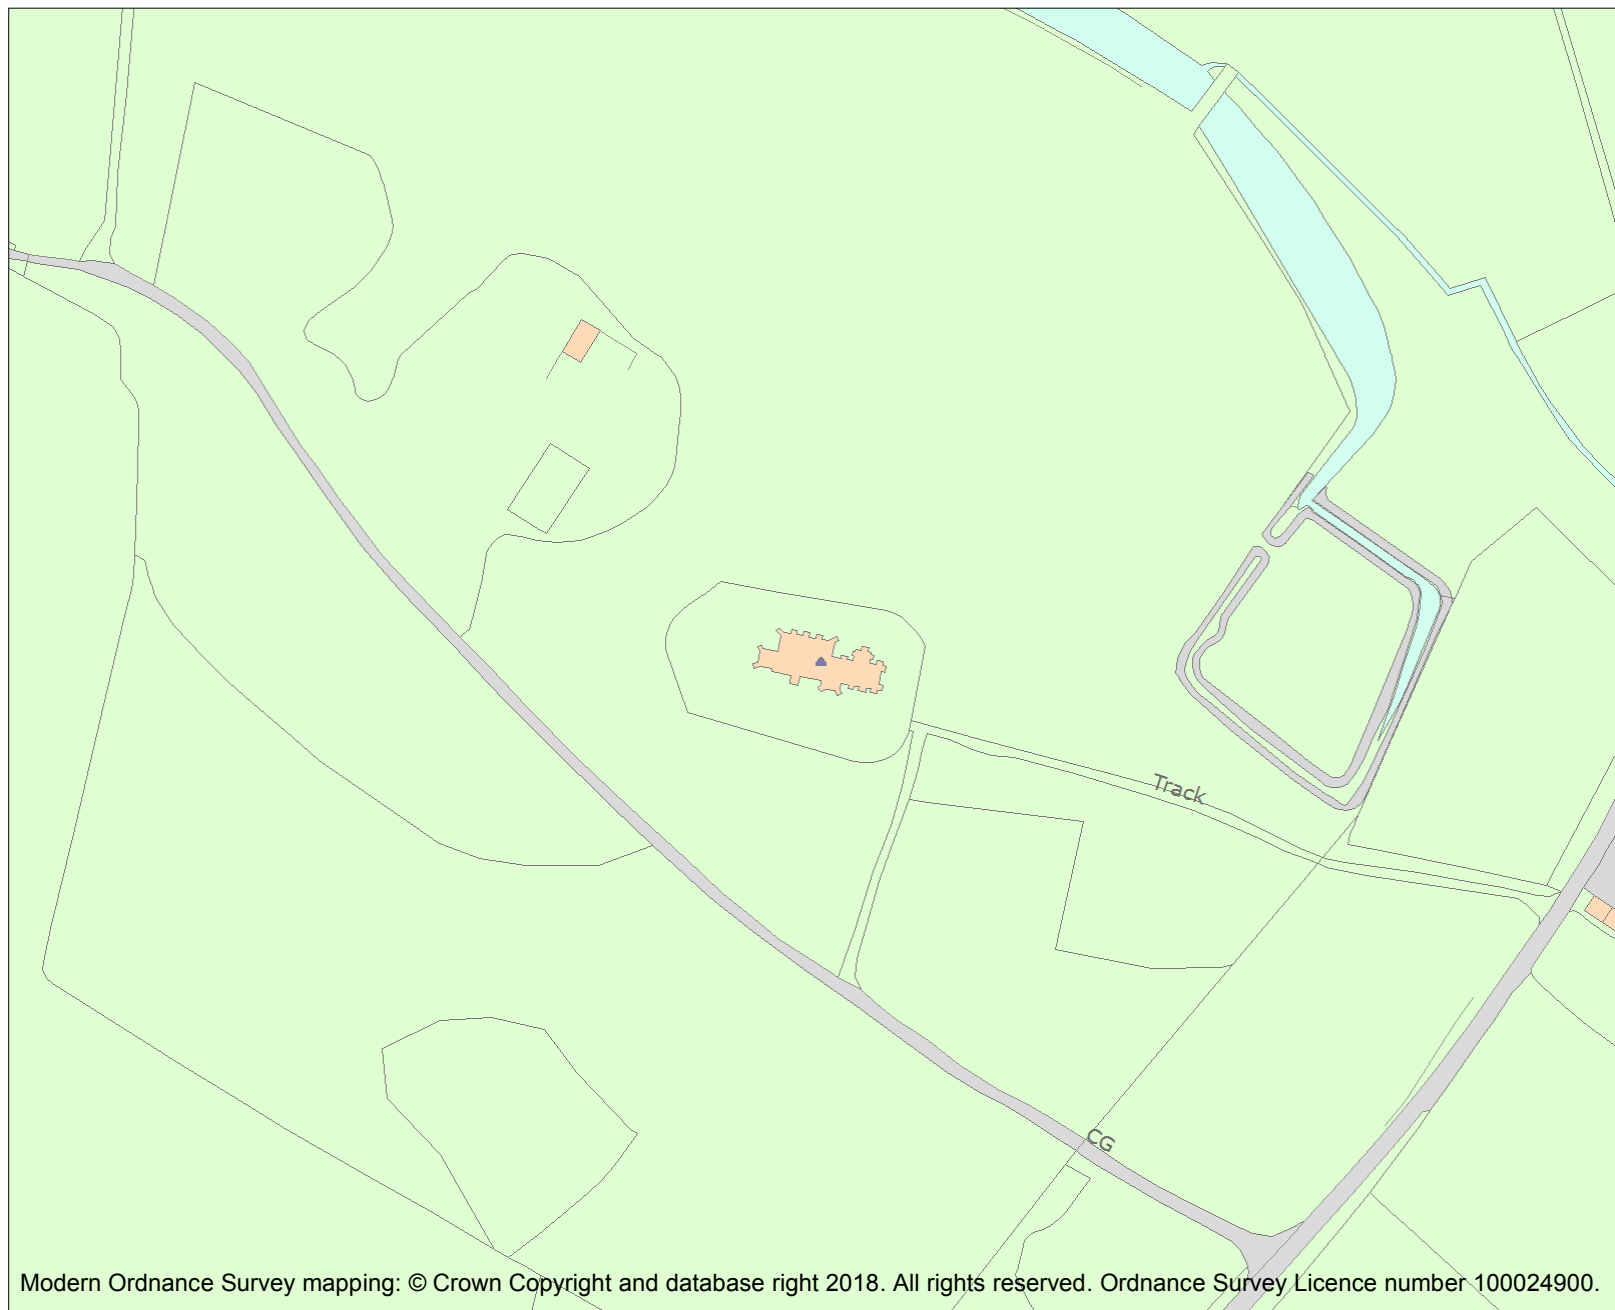 Track
CG
Modern Ordnance Survey mapping: © Crown Copyright and database right 2018. All rights reserved. Ordnance Survey Licence number 100024900.